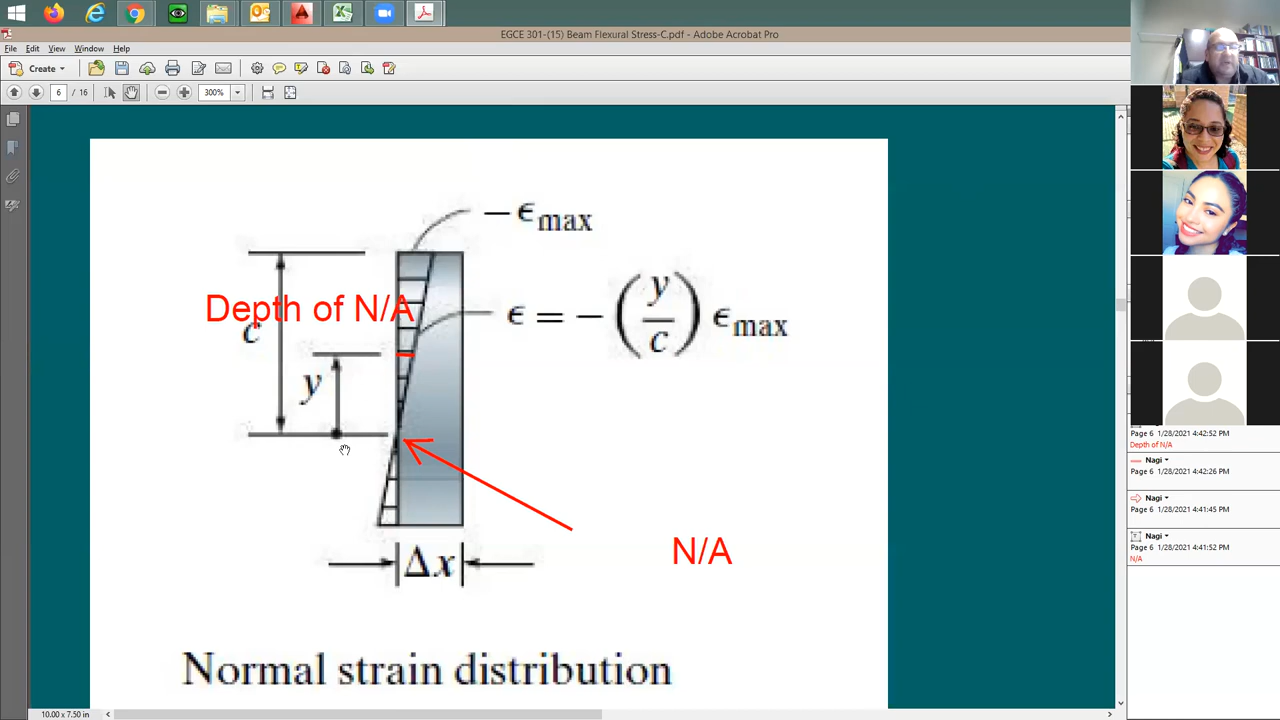 EGCE 301-(15) Beam Flexural Stress-C.pdf - Adobe Acrobat Pro
File Edit View Window Help
Create
6 / 16
300%
− ϵmax
Depth of N/A
c
ϵ = − (y/c) ϵmax
y
N/A
Δx
Normal strain distribution
10.00 x 7.50 in
Page 6 1/28/2021 4:42:52 PM
Depth of N/A
Nagi
Page 6 1/28/2021 4:42:26 PM
Nagi
Page 6 1/28/2021 4:41:45 PM
Nagi
Page 6 1/28/2021 4:41:52 PM
N/A